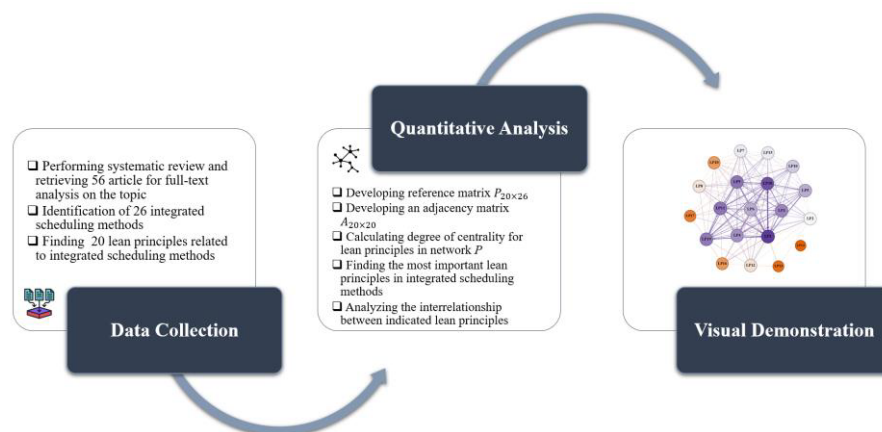 Performing systematic review and
retrieving 56 article for full-text
analysis on the topic
Identification of 26 integrated
scheduling methods
Finding 20 lean principles related
to integrated scheduling methods
Data Collection
Quantitative Analysis
Developing reference matrix P₂₀×₂₆
Developing an adjacency matrix
A₂₀×₂₀
Calculating degree of centrality for
lean principles in network P
Finding the most important lean
principles in integrated scheduling
methods
Analyzing the interrelationship
between indicated lean principles
LP7
Visual Demonstration